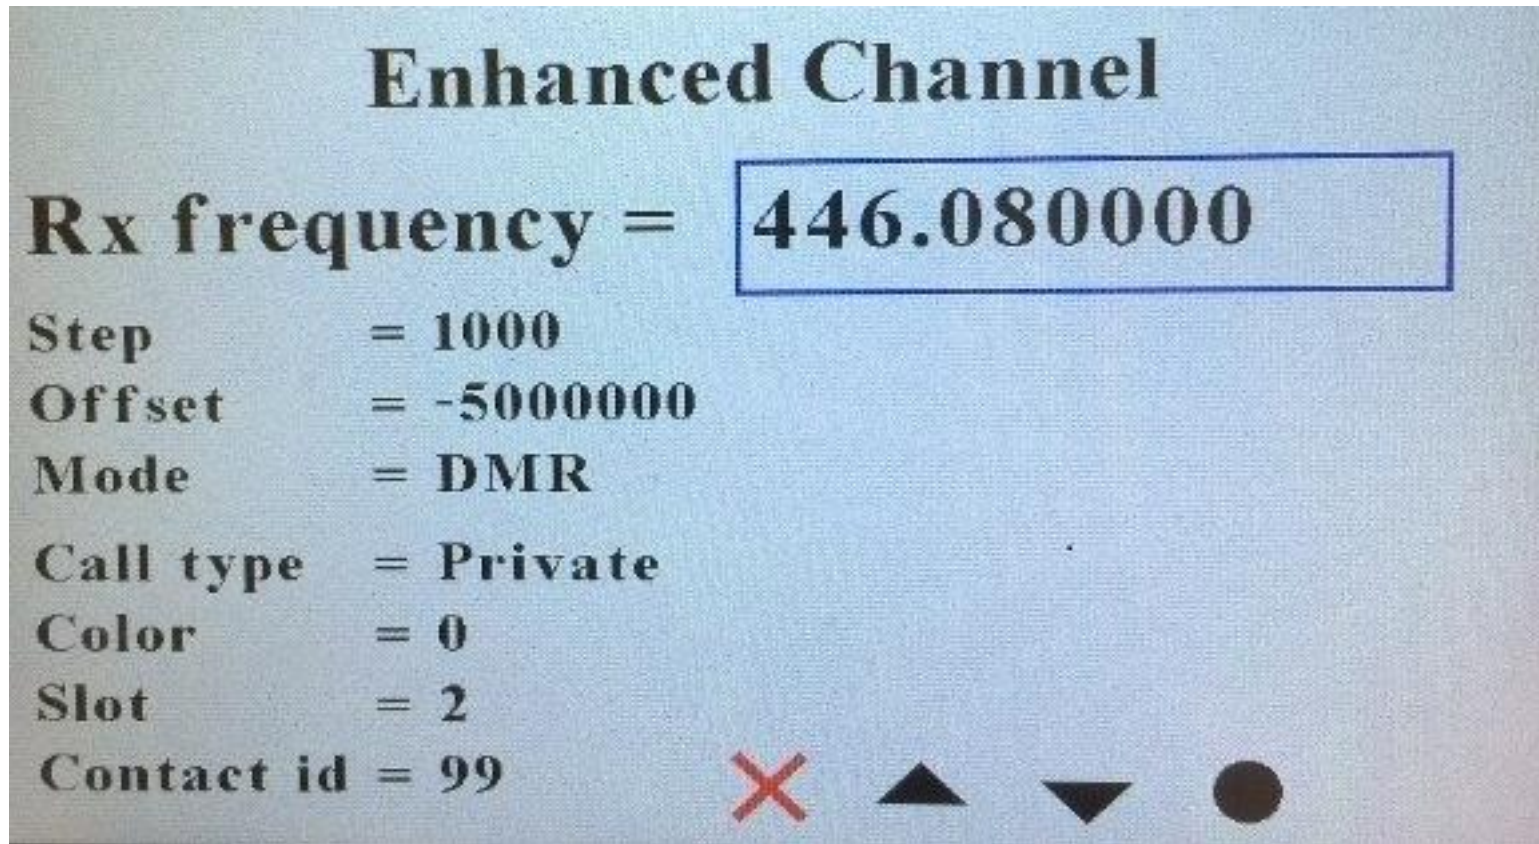 Enhanced Channel
Rx frequency = 446.080000
Step = 1000
Offset = -5000000
Mode = DMR
Call type = Private
Color = 0
Slot = 2
Contact id = 99